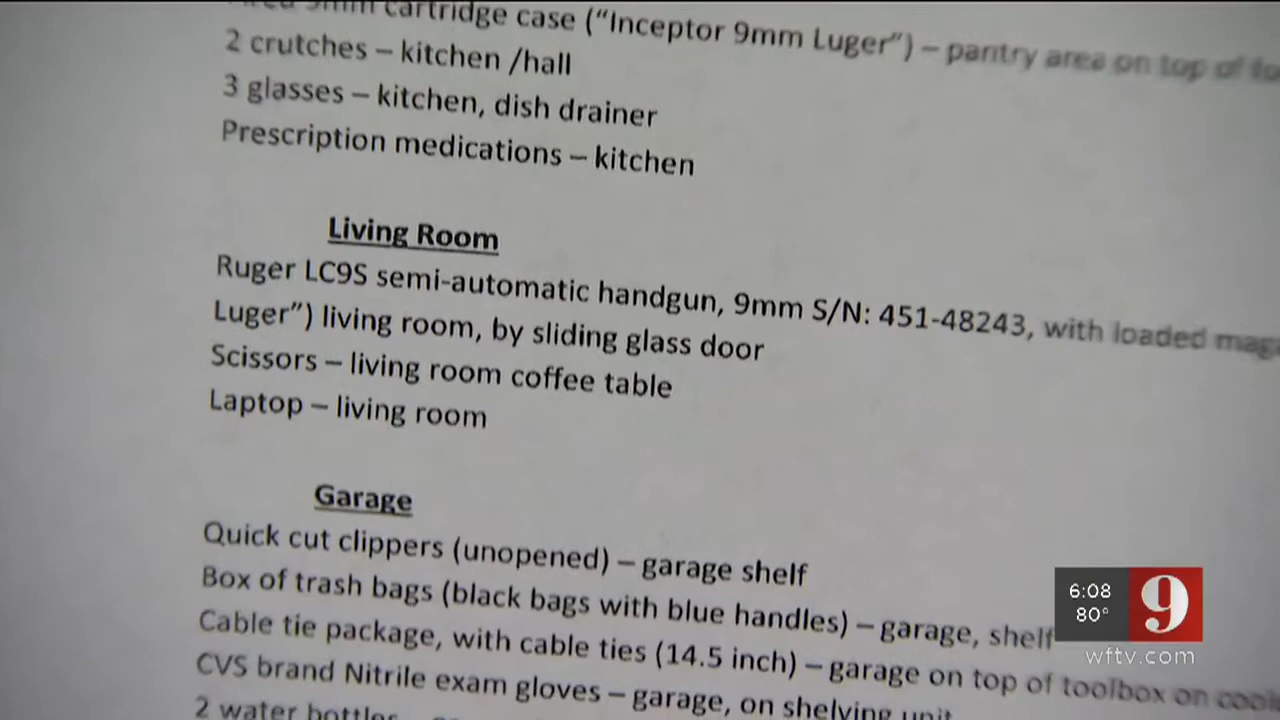 9mm cartridge case (“Inceptor 9mm Luger”) – pantry area on top of
2 crutches – kitchen /hall
3 glasses – kitchen, dish drainer
Prescription medications – kitchen
Living Room
Ruger LC9S semi-automatic handgun, 9mm S/N: 451-48243, with loaded
Luger”) living room, by sliding glass door
Scissors – living room coffee table
Laptop – living room
Garage
Quick cut clippers (unopened) – garage shelf
Box of trash bags (black bags with blue handles) – garage, shelf
Cable tie package, with cable ties (14.5 inch) – garage on top of toolbox on
CVS brand Nitrile exam gloves – garage, on shelving unit
2 water bottles
6:08
80°
9
wftv.com